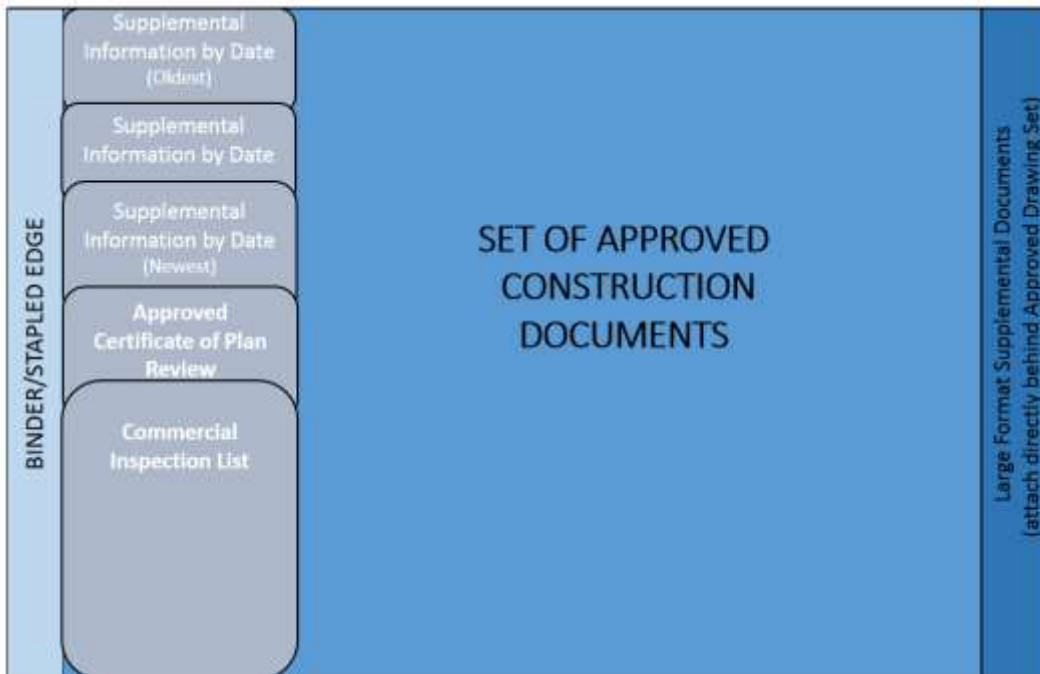 BINDER/STAPLED EDGE
Supplemental
Information by Date
(Oldest)
Supplemental
Information by Date
Supplemental
Information by Date
(Newest)
Approved
Certificate of Plan
Review
Commercial
Inspection List
SET OF APPROVED
CONSTRUCTION
DOCUMENTS
Large Format Supplemental Documents
(attach directly behind Approved Drawing Set)